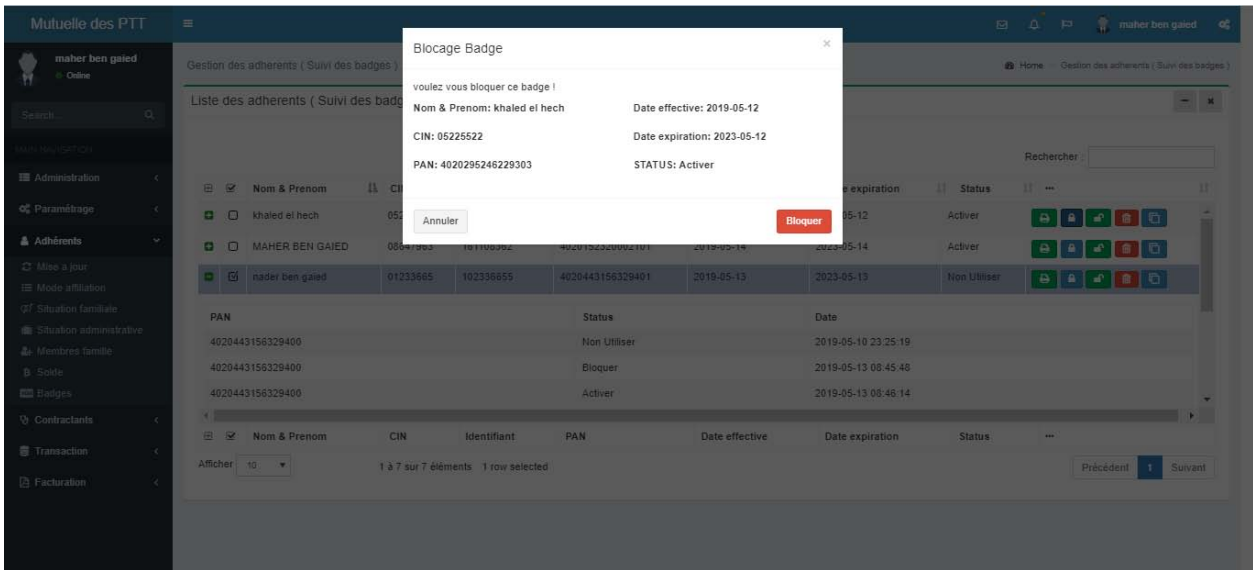 Mutuelle des PTT
maher ben gaied
maher ben gaied
Online
Search...
MAIN NAVIGATION
Administration
Paramétrage
Adhérents
Mise a jour
Mode affiliation
Situation familiale
Situation administrative
Membres famille
Solde
Badges
Contractants
Transaction
Facturation
Gestion des adherents ( Suivi des badges )
Home Gestion des adherents ( Suivi des badges )
Liste des adherents ( Suivi des badg
Blocage Badge ×
voulez vous bloquer ce badge !
Nom & Prenom: khaled el hech Date effective: 2019-05-12
CIN: 05225522 Date expiration: 2023-05-12
PAN: 4020295246229303 STATUS: Activer
Annuler Bloquer
Rechercher :
Nom & Prenom CI e expiration Status ...
khaled el hech 052 05-12 Activer
MAHER BEN GAIED 08647963 161108362 4020152320002101 2019-05-14 2023-05-14 Activer
nader ben gaied 01233665 102336655 4020443156329401 2019-05-13 2023-05-13 Non Utiliser
PAN Status Date
4020443156329400 Non Utiliser 2019-05-10 23:25:19
4020443156329400 Bloquer 2019-05-13 08:45:48
4020443156329400 Activer 2019-05-13 08:46:14
Nom & Prenom CIN Identifiant PAN Date effective Date expiration Status ...
Afficher 10 1 à 7 sur 7 éléments 1 row selected Précédent 1 Suivant